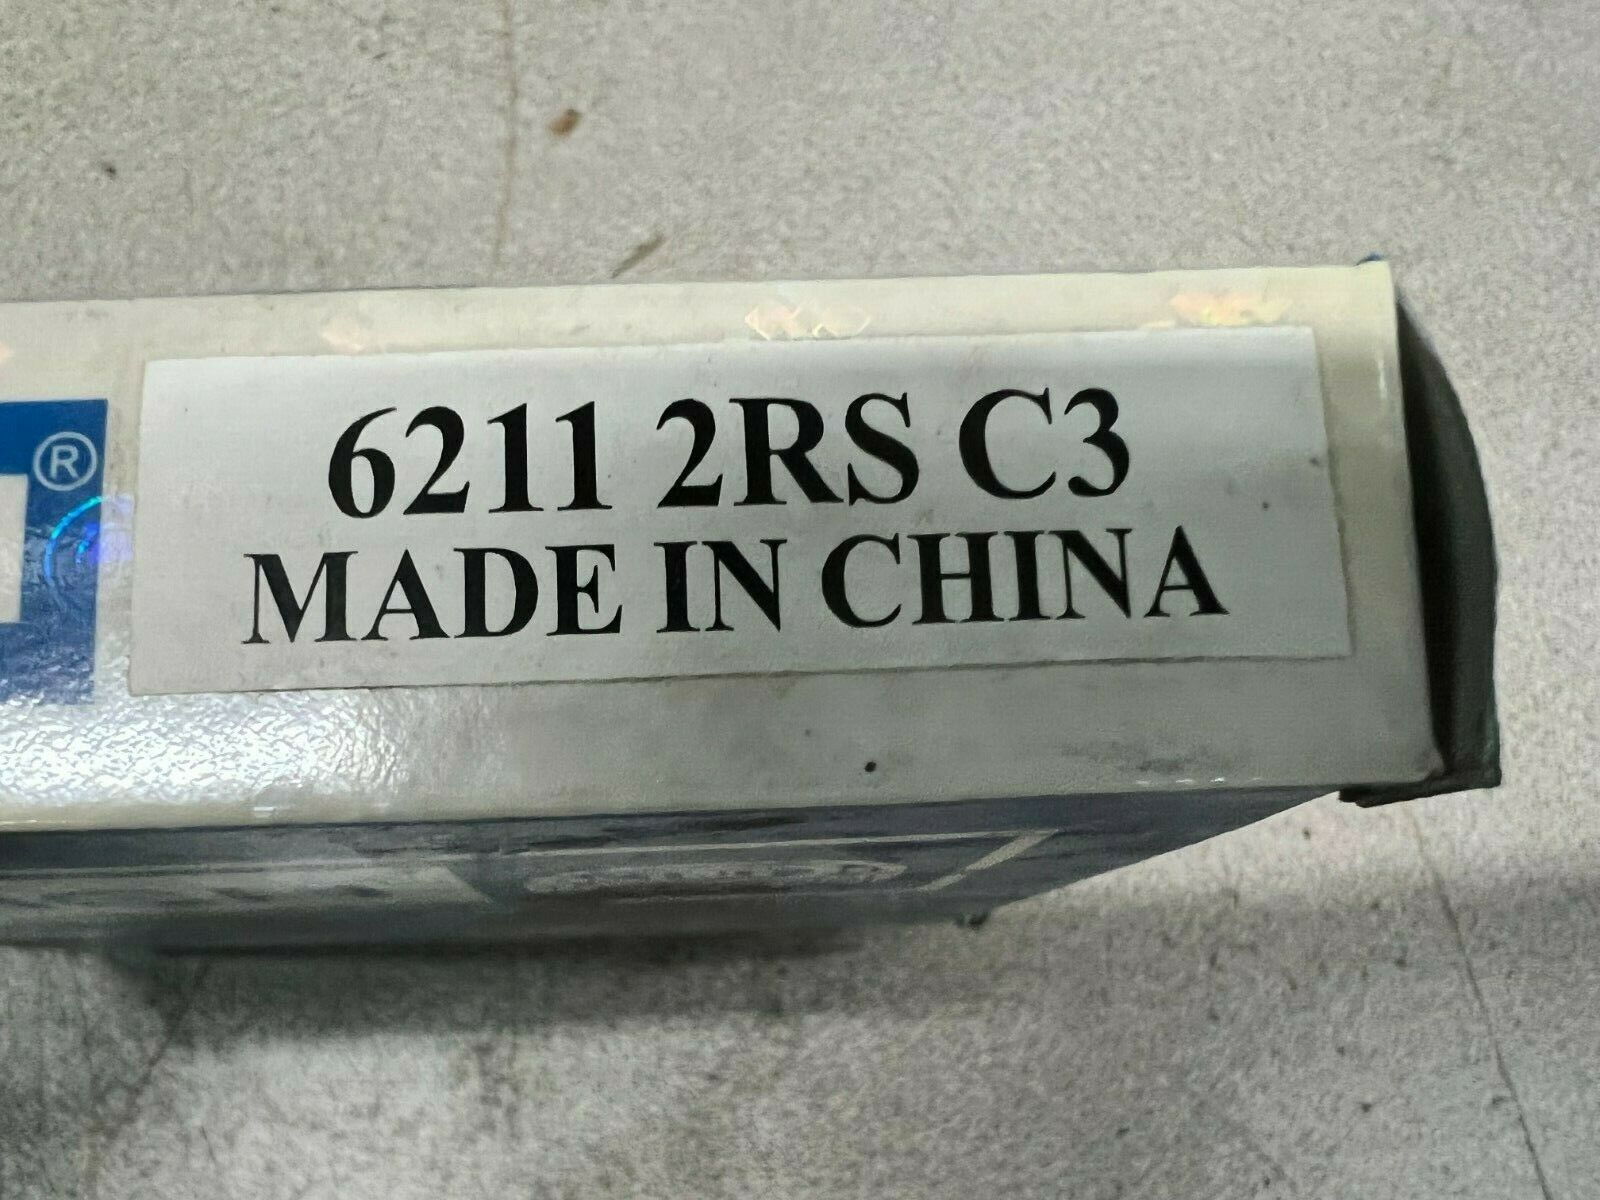 6211 2RS C3
MADE IN CHINA
®